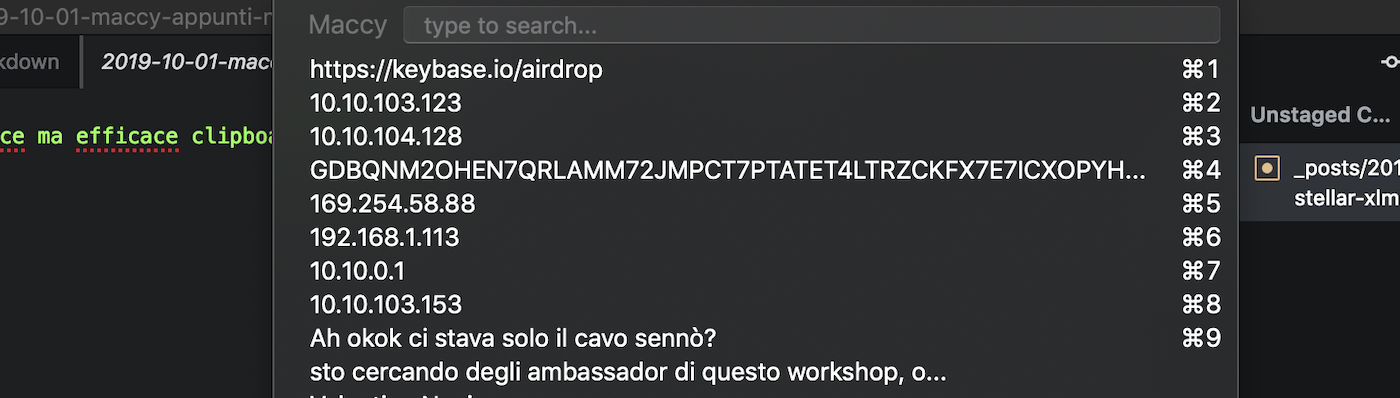 9-10-01-maccy-appunti-
Maccy
type to search...
kdown
2019-10-01-mac
https://keybase.io/airdrop ⌘1
10.10.103.123 ⌘2
Unstaged C...
10.10.104.128 ⌘3
ce ma efficace clipboa
GDBQNM2OHEN7QRLAMM72JMPCT7PTATET4LTRZCKFX7E7ICXOPYH... ⌘4
_posts/201
stellar-xlm
169.254.58.88 ⌘5
192.168.1.113 ⌘6
10.10.0.1 ⌘7
10.10.103.153 ⌘8
Ah okok ci stava solo il cavo sennò? ⌘9
sto cercando degli ambassador di questo workshop, o...